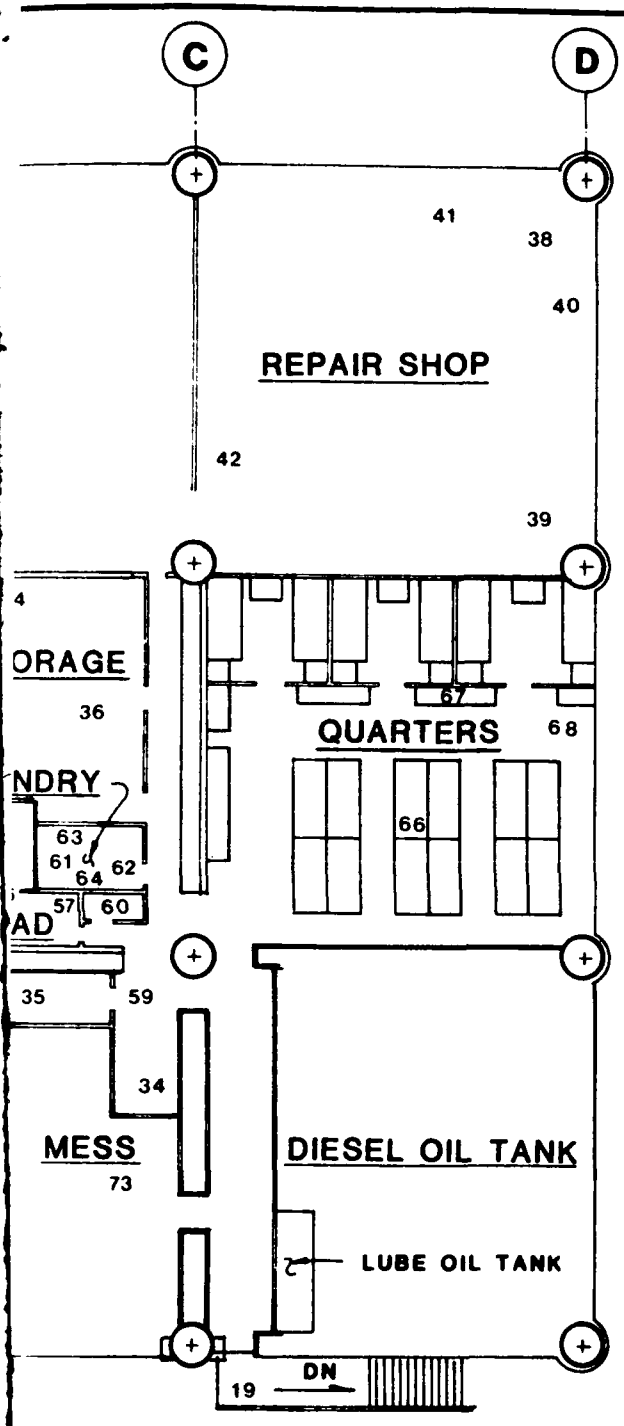 C D
41
38
40
REPAIR SHOP
42
39
4
ORAGE
36
67
QUARTERS
68
NDRY
63
61
62
64
66
57
60
AD
35
59
34
MESS
DIESEL OIL TANK
73
LUBE OIL TANK
DN
19